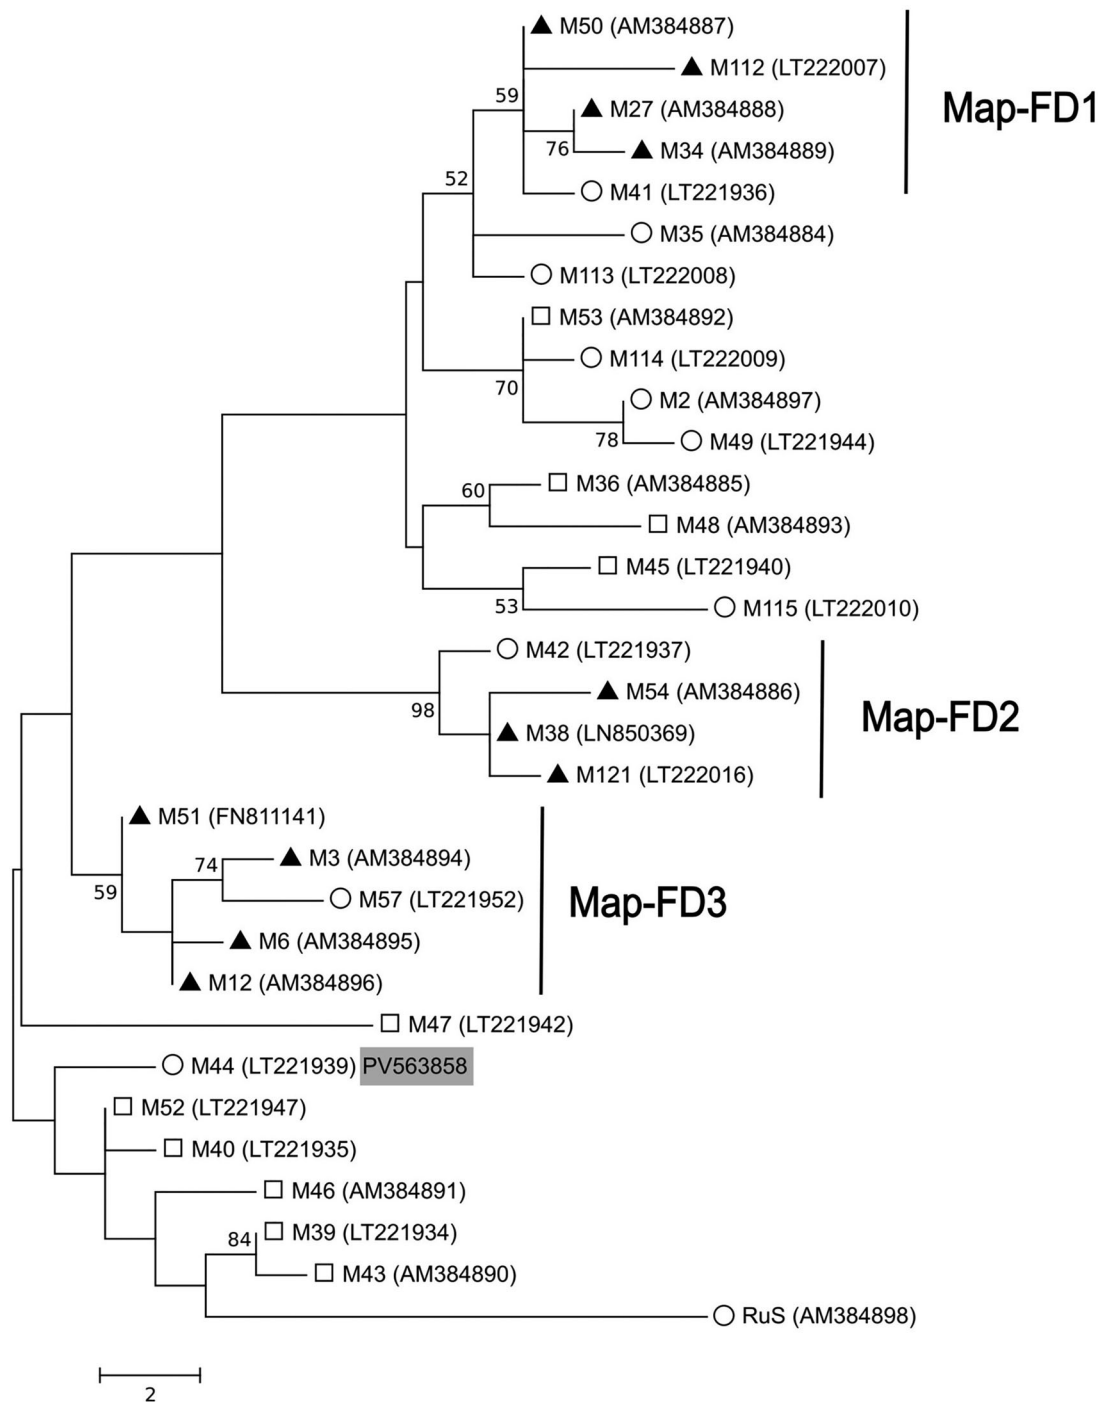 M50 (AM384887)
M112 (LT222007)
59
M27 (AM384888)
Map-FD1
76
M34 (AM384889)
52
M41 (LT221936)
M35 (AM384884)
M113 (LT222008)
M53 (AM384892)
M114 (LT222009)
70
M2 (AM384897)
78
M49 (LT221944)
60
M36 (AM384885)
M48 (AM384893)
M45 (LT221940)
53
M115 (LT222010)
M42 (LT221937)
M54 (AM384886)
98
Map-FD2
M38 (LN850369)
M121 (LT222016)
M51 (FN811141)
74
M3 (AM384894)
59
M57 (LT221952)
Map-FD3
M6 (AM384895)
M12 (AM384896)
M47 (LT221942)
M44 (LT221939) PV563858
M52 (LT221947)
M40 (LT221935)
M46 (AM384891)
84
M39 (LT221934)
M43 (AM384890)
RuS (AM384898)
2